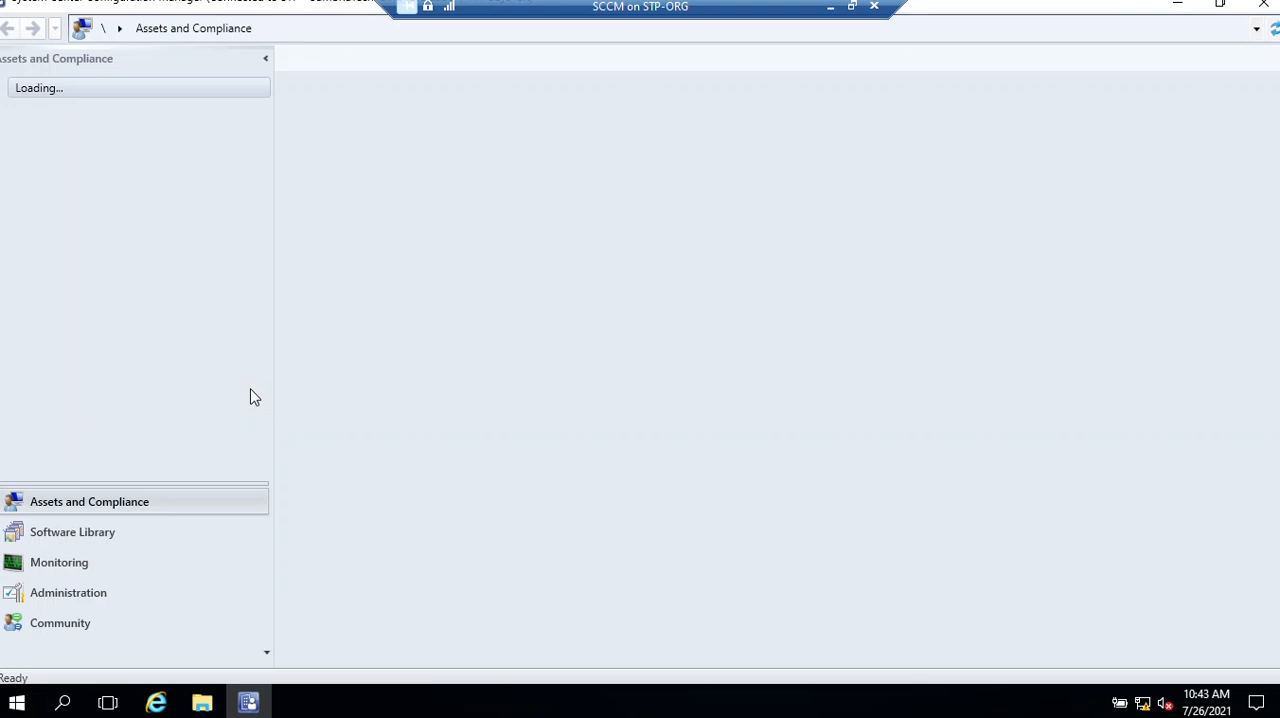 SCCM on STP-ORG
\ Assets and Compliance
Assets and Compliance
Loading...
Assets and Compliance
Software Library
Monitoring
Administration
Community
Ready
10:43 AM
7/26/2021